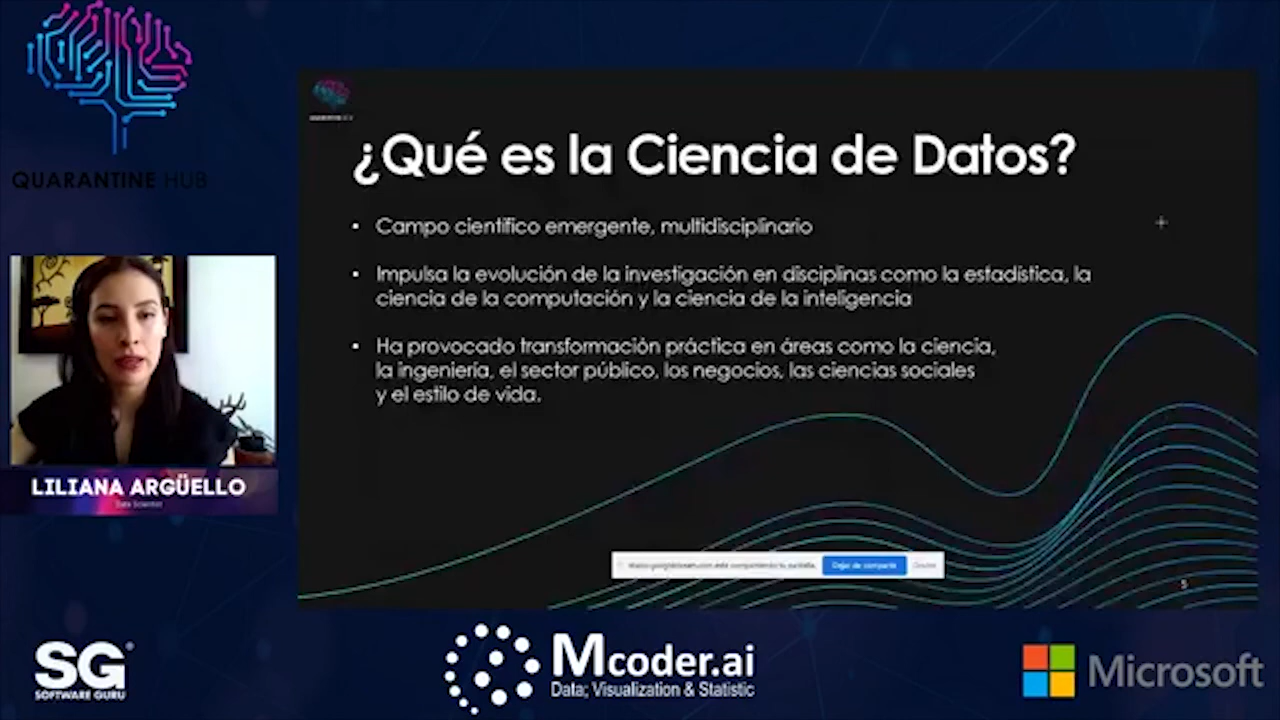 QUARANTINE HUB
¿Qué es la Ciencia de Datos?
• Campo científico emergente, multidisciplinario
• Impulsa la evolución de la investigación en disciplinas como la estadística, la
ciencia de la computación y la ciencia de la inteligencia
• Ha provocado transformación práctica en áreas como la ciencia,
la ingeniería, el sector público, los negocios, las ciencias sociales
y el estilo de vida.
LILIANA ARGÜELLO
Data Scientist
Dejar de compartir
Ocultar
5
SG
SOFTWARE GURU
Mcoder.ai
Data; Visualization & Statistic
Microsoft